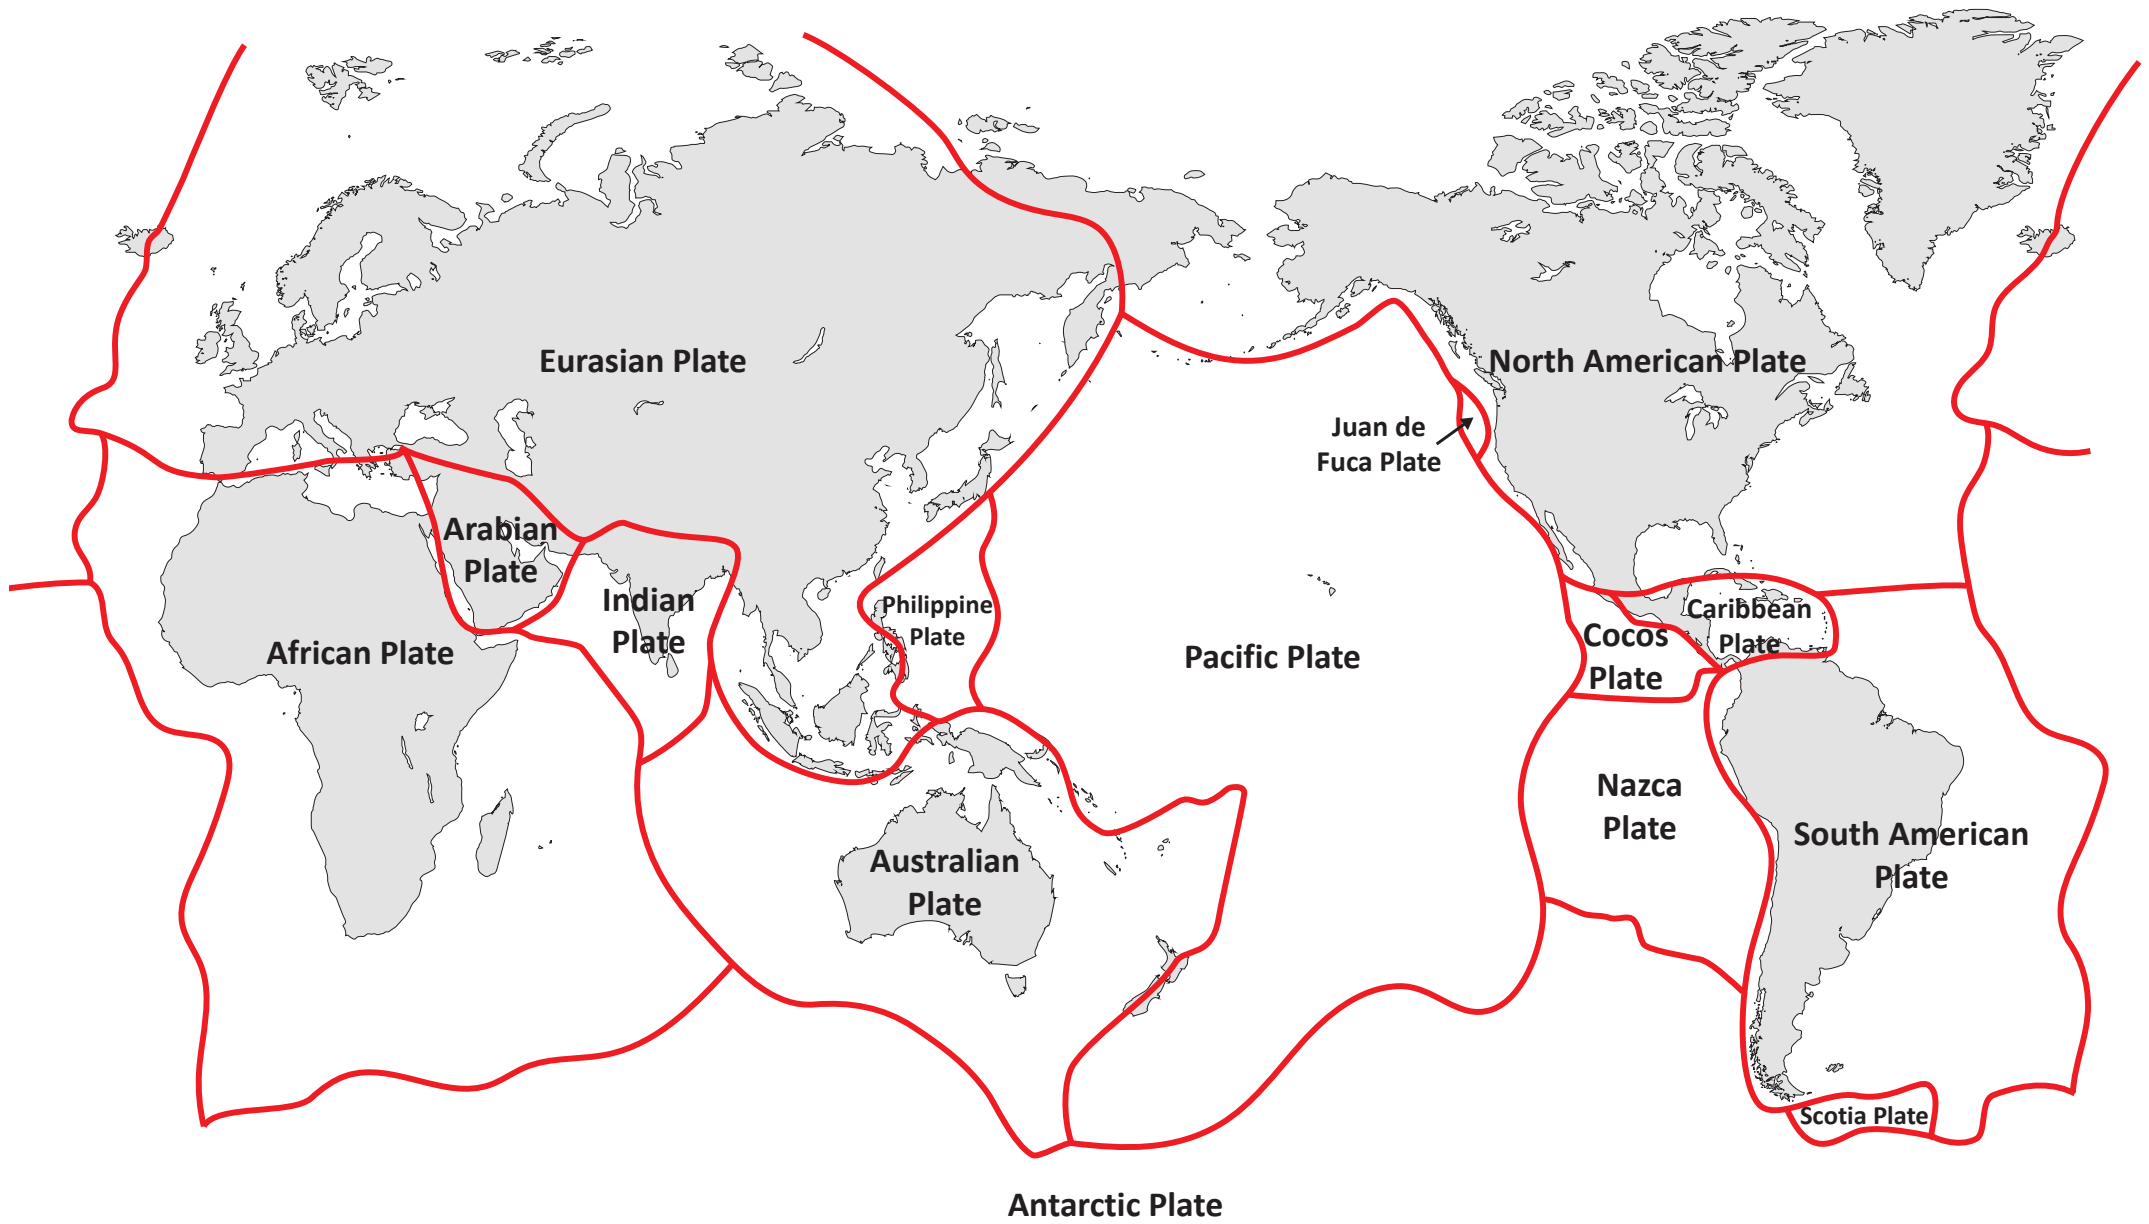 Eurasian Plate
North American Plate
Juan de
Fuca Plate
Arabian
Plate
Indian
Plate
Philippine
Plate
African Plate
Pacific Plate
Caribbean
Plate
Cocos
Plate
Nazca
Plate
South American
Plate
Australian
Plate
Scotia Plate
Antarctic Plate